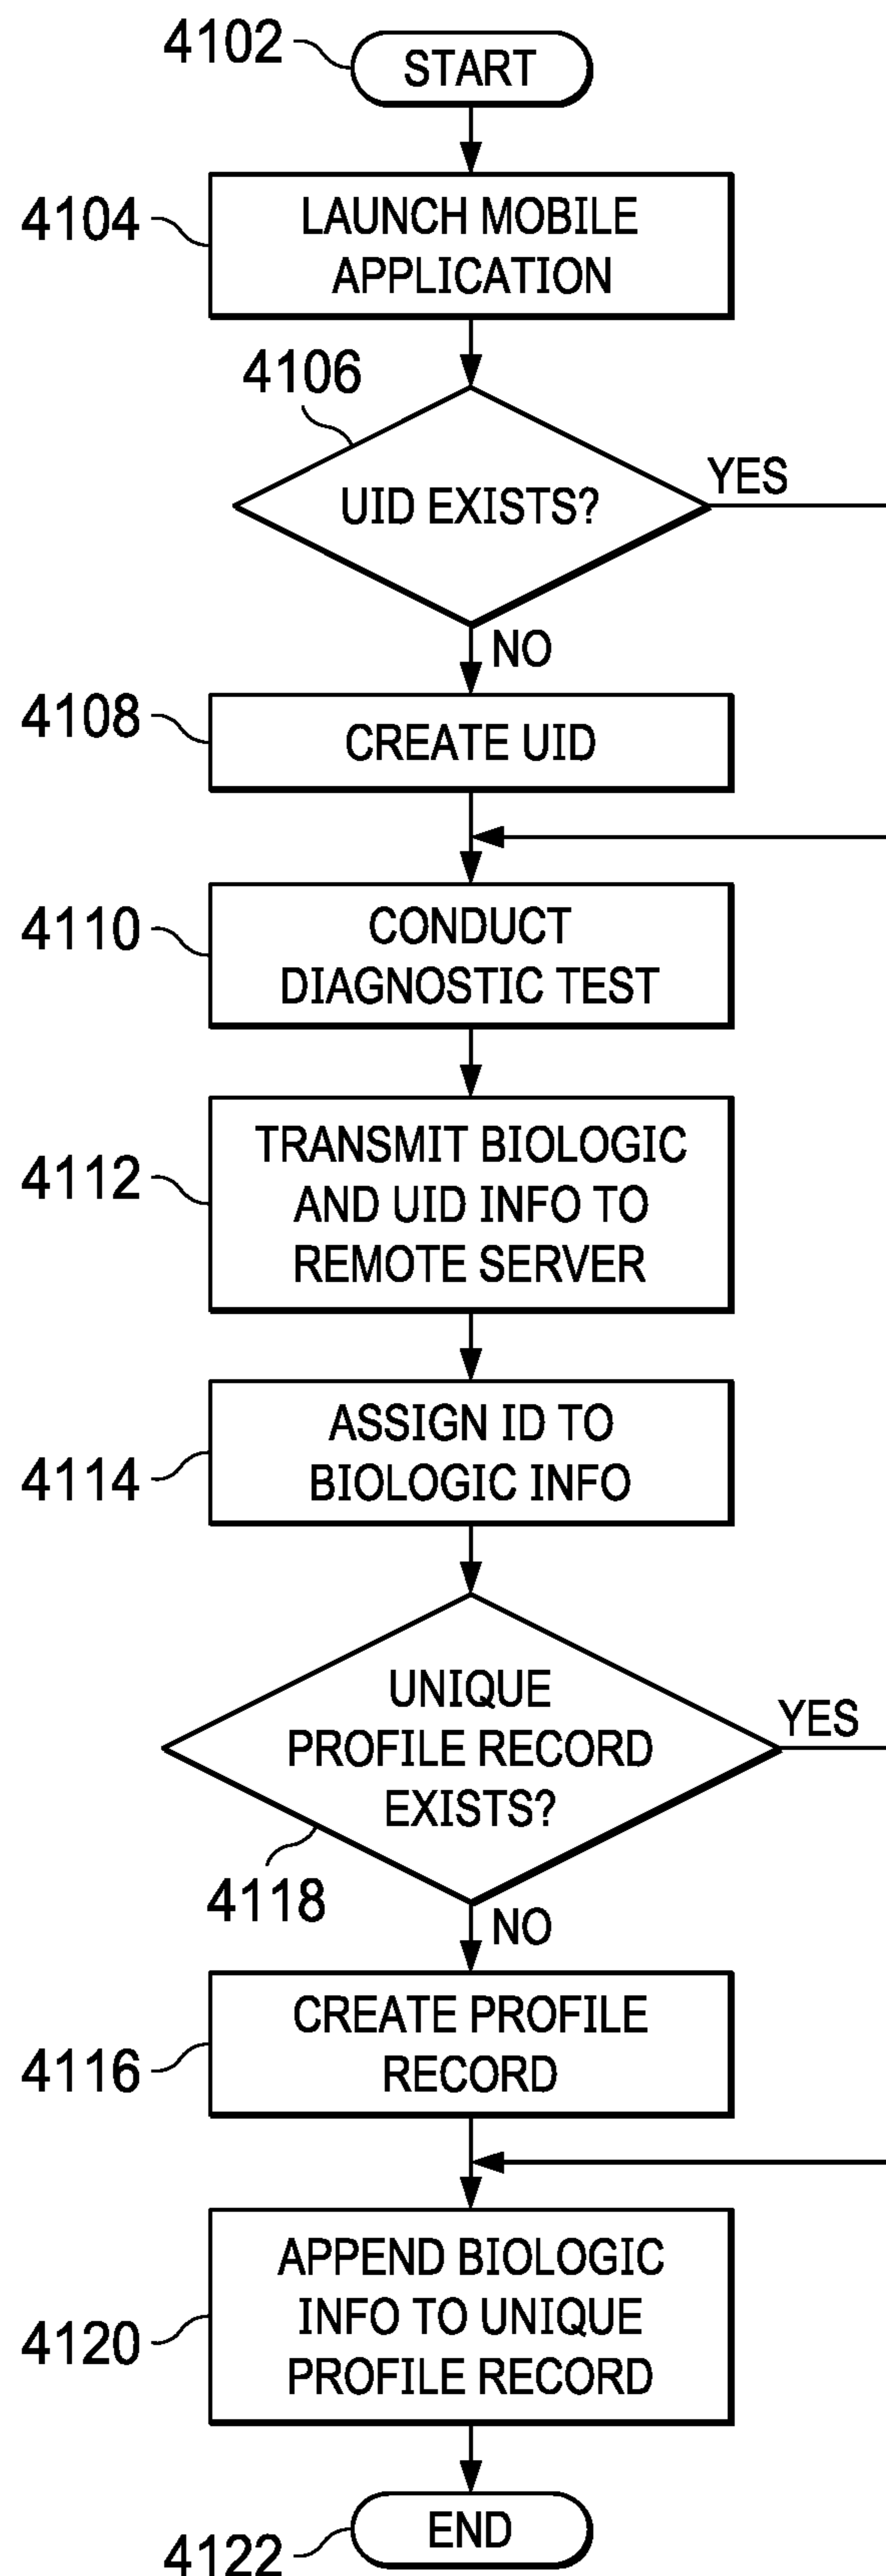 4102
START
4104
LAUNCH MOBILE
APPLICATION
4106
UID EXISTS?
YES
NO
4108
CREATE UID
4110
CONDUCT
DIAGNOSTIC TEST
4112
TRANSMIT BIOLOGIC
AND UID INFO TO
REMOTE SERVER
4114
ASSIGN ID TO
BIOLOGIC INFO
UNIQUE
PROFILE RECORD
EXISTS?
YES
4118
NO
4116
CREATE PROFILE
RECORD
4120
APPEND BIOLOGIC
INFO TO UNIQUE
PROFILE RECORD
END
4122